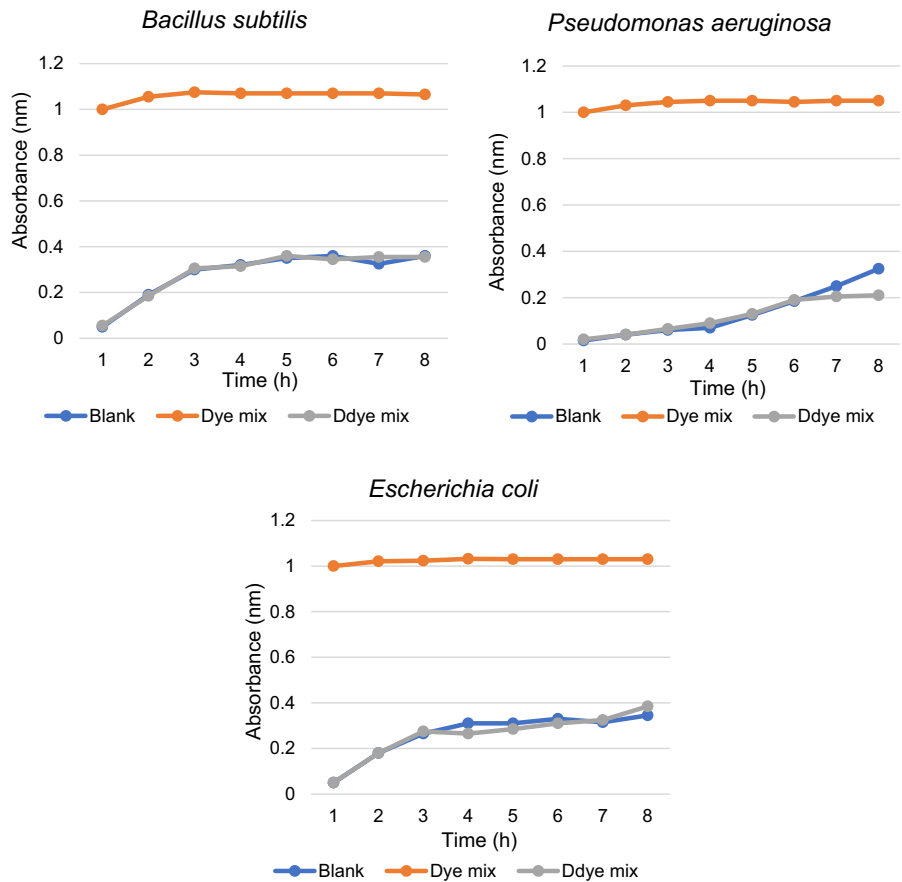 Bacillus subtilis
Absorbance (nm)
1.2
1
0.8
0.6
0.4
0.2
0
1 2 3 4 5 6 7 8
Time (h)
Blank Dye mix Ddye mix
Pseudomonas aeruginosa
Absorbance (nm)
1.2
1
0.8
0.6
0.4
0.2
0
1 2 3 4 5 6 7 8
Time (h)
Blank Dye mix Ddye mix
Escherichia coli
Absorbance (nm)
1.2
1
0.8
0.6
0.4
0.2
0
1 2 3 4 5 6 7 8
Time (h)
Blank Dye mix Ddye mix